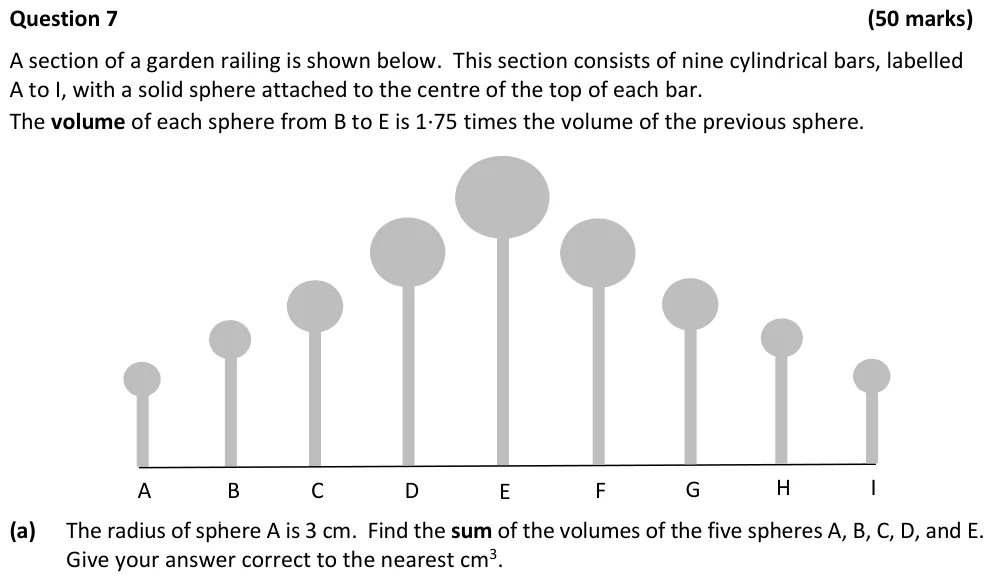 Question 7 (50 marks)
A section of a garden railing is shown below. This section consists of nine cylindrical bars, labelled
A to I, with a solid sphere attached to the centre of the top of each bar.
The volume of each sphere from B to E is 1·75 times the volume of the previous sphere.
A B C D E F G H I
(a) The radius of sphere A is 3 cm. Find the sum of the volumes of the five spheres A, B, C, D, and E.
Give your answer correct to the nearest cm³.